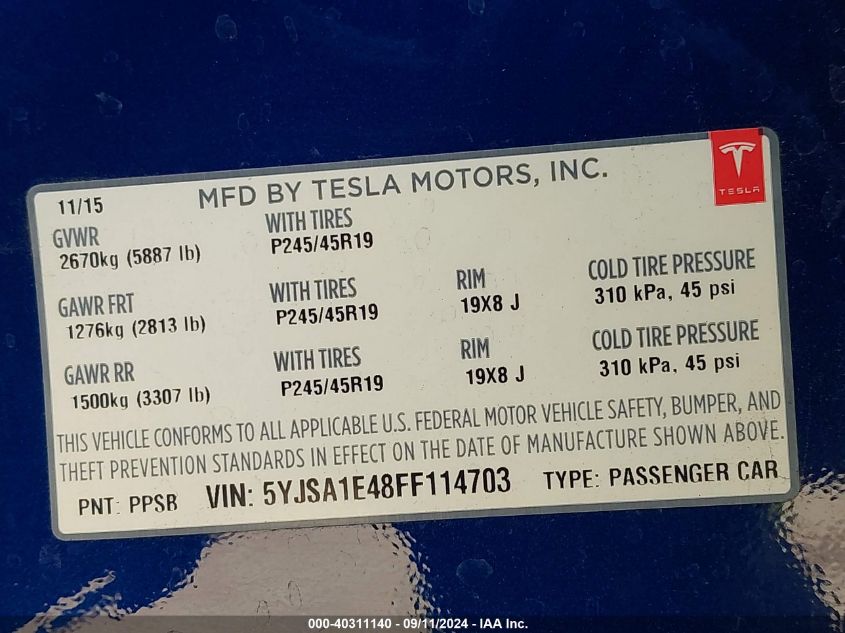 MFD BY TESLA MOTORS, INC.
TESLA
11/15
GVWR WITH TIRES
2670kg (5887 lb) P245/45R19
GAWR FRT WITH TIRES RIM COLD TIRE PRESSURE
1276kg (2813 lb) P245/45R19 19X8 J 310 kPa, 45 psi
GAWR RR WITH TIRES RIM COLD TIRE PRESSURE
1500kg (3307 lb) P245/45R19 19X8 J 310 kPa, 45 psi
THIS VEHICLE CONFORMS TO ALL APPLICABLE U.S. FEDERAL MOTOR VEHICLE SAFETY, BUMPER, AND
THEFT PREVENTION STANDARDS IN EFFECT ON THE DATE OF MANUFACTURE SHOWN ABOVE.
PNT: PPSR VIN: 5YJSA1E48FF114703 TYPE: PASSENGER CAR
000-40311140 - 09/11/2024 - IAA Inc.